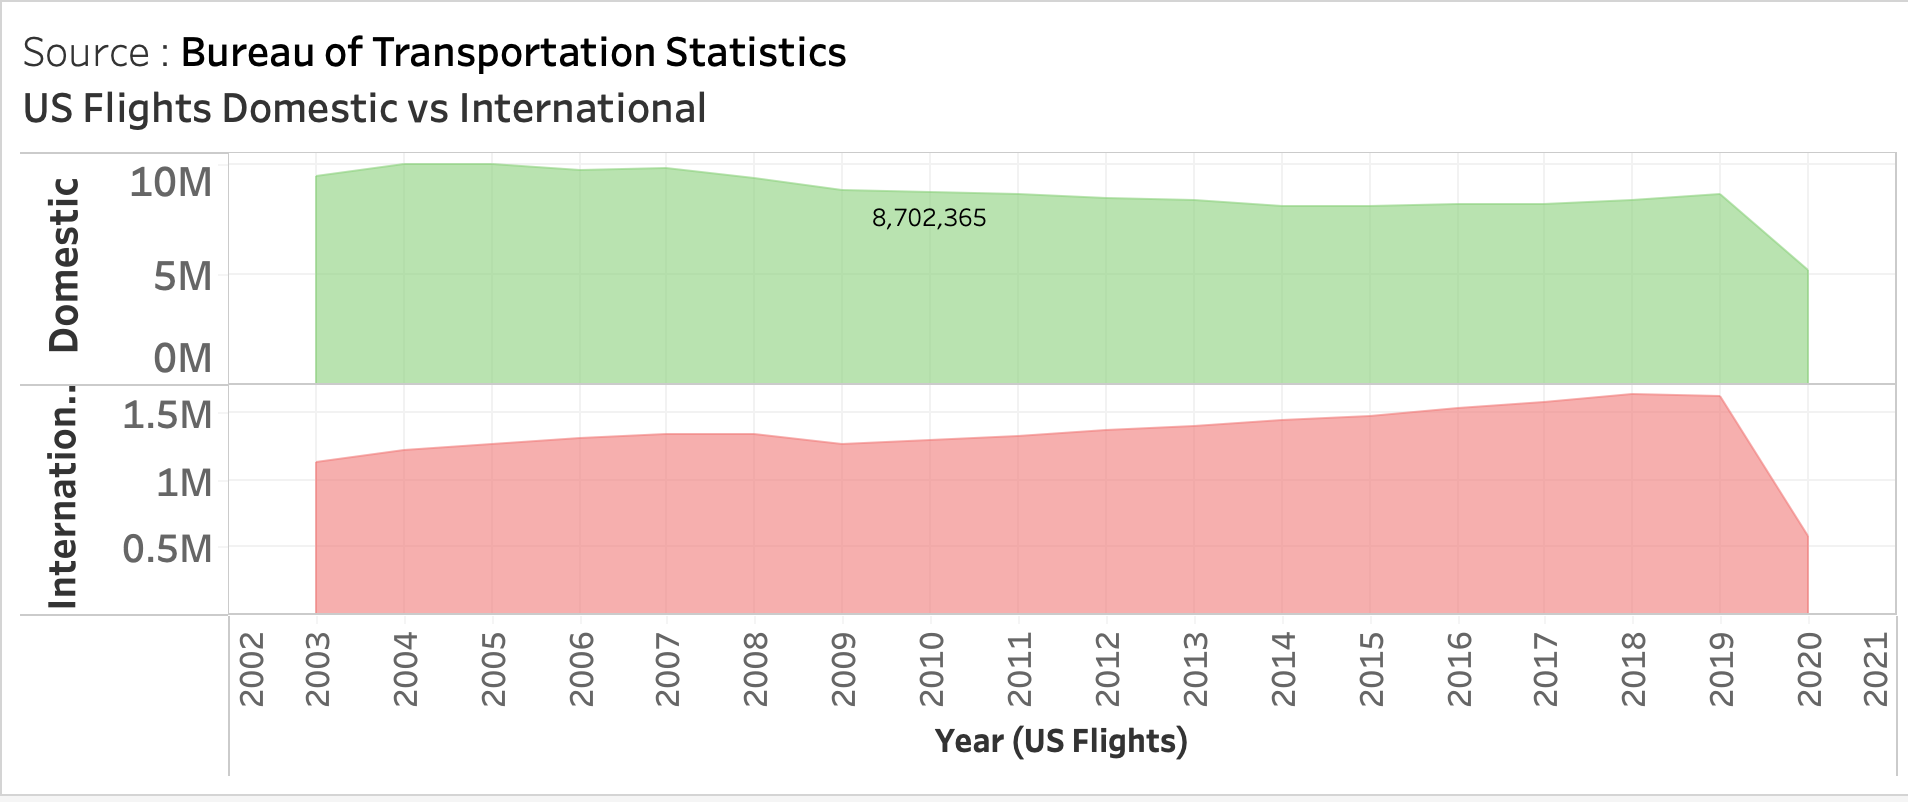 Source : Bureau of Transportation Statistics
US Flights Domestic vs International
Domestic
10M
5M
0M
8,702,365
Internation..
1.5M
1M
0.5M
2002 2003 2004 2005 2006 2007 2008 2009 2010 2011 2012 2013 2014 2015 2016 2017 2018 2019 2020 2021
Year (US Flights)